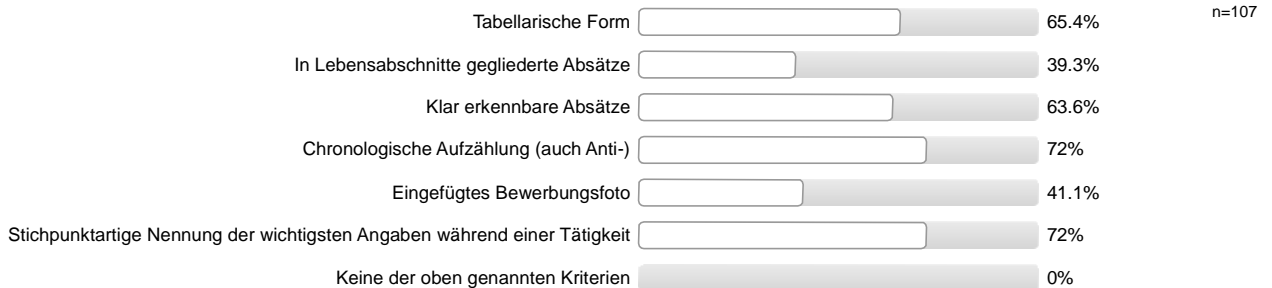 Tabellarische Form 65.4% n=107
In Lebensabschnitte gegliederte Absätze 39.3%
Klar erkennbare Absätze 63.6%
Chronologische Aufzählung (auch Anti-) 72%
Eingefügtes Bewerbungsfoto 41.1%
Stichpunktartige Nennung der wichtigsten Angaben während einer Tätigkeit 72%
Keine der oben genannten Kriterien 0%